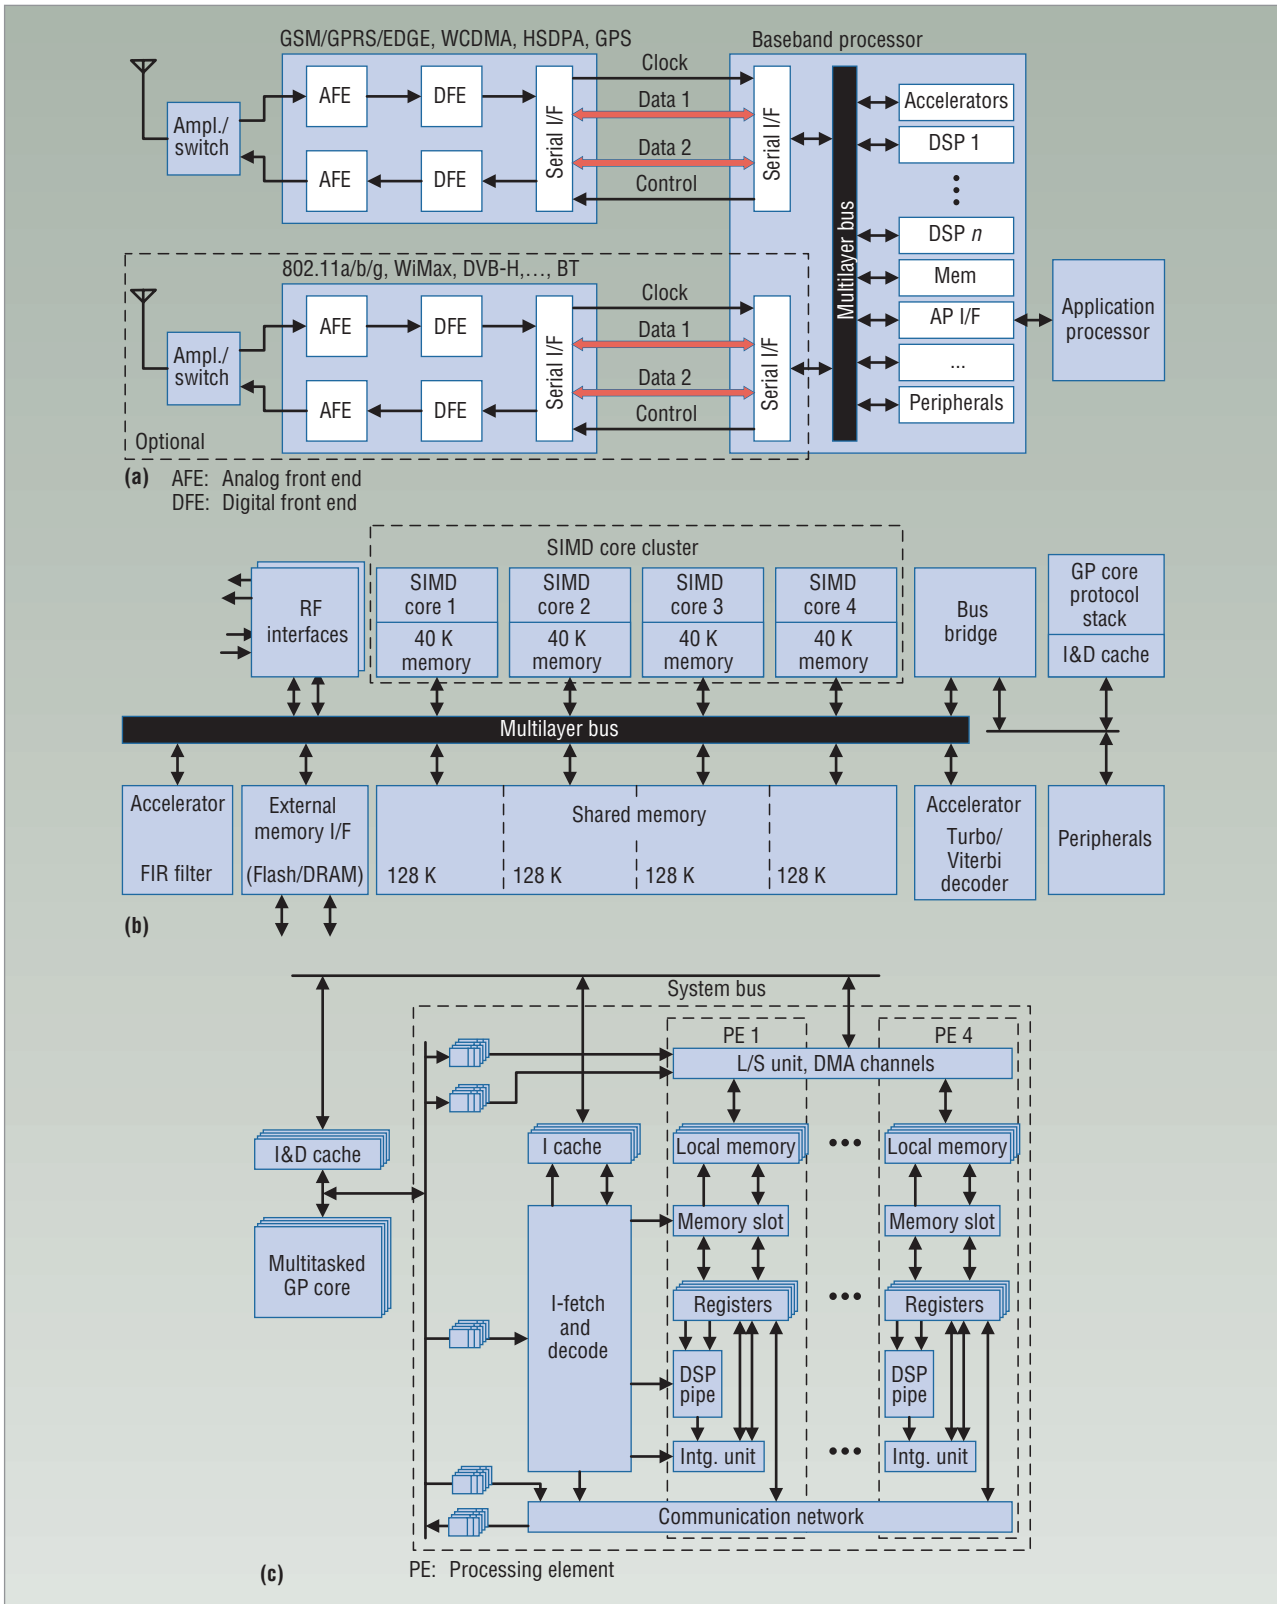 GSM/GPRS/EDGE, WCDMA, HSDPA, GPS
Baseband processor
Ampl./
switch
AFE
DFE
AFE
DFE
Serial I/F
Clock
Data 1
Data 2
Control
Serial I/F
Multilayer bus
Accelerators
DSP 1
DSP n
Mem
AP I/F
...
Peripherals
Application
processor
802.11a/b/g, WiMax, DVB-H,..., BT
Ampl./
switch
AFE
DFE
AFE
DFE
Serial I/F
Clock
Data 1
Data 2
Control
Serial I/F
Optional
(a) AFE: Analog front end
DFE: Digital front end
SIMD core cluster
RF
interfaces
SIMD
core 1
40 K
memory
SIMD
core 2
40 K
memory
SIMD
core 3
40 K
memory
SIMD
core 4
40 K
memory
Bus
bridge
GP core
protocol
stack
I&D cache
Multilayer bus
Accelerator
FIR filter
External
memory I/F
(Flash/DRAM)
Shared memory
128 K
128 K
128 K
128 K
Accelerator
Turbo/
Viterbi
decoder
Peripherals
(b)
System bus
PE 1
PE 4
L/S unit, DMA channels
I&D cache
I cache
Local memory
Local memory
Memory slot
Memory slot
Multitasked
GP core
I-fetch
and
decode
Registers
Registers
DSP
pipe
DSP
pipe
Intg. unit
Intg. unit
Communication network
(c)
PE: Processing element